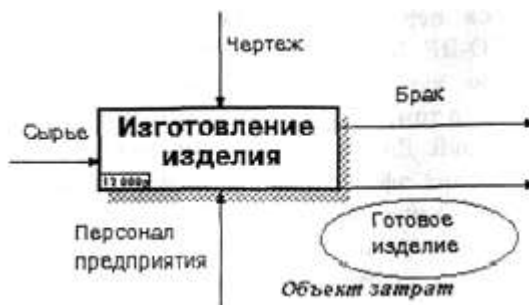 Чертеж
Брак
Сырье
Изготовление
изделия
Готовое
изделие
Персонал
предприятия
Объект затрат